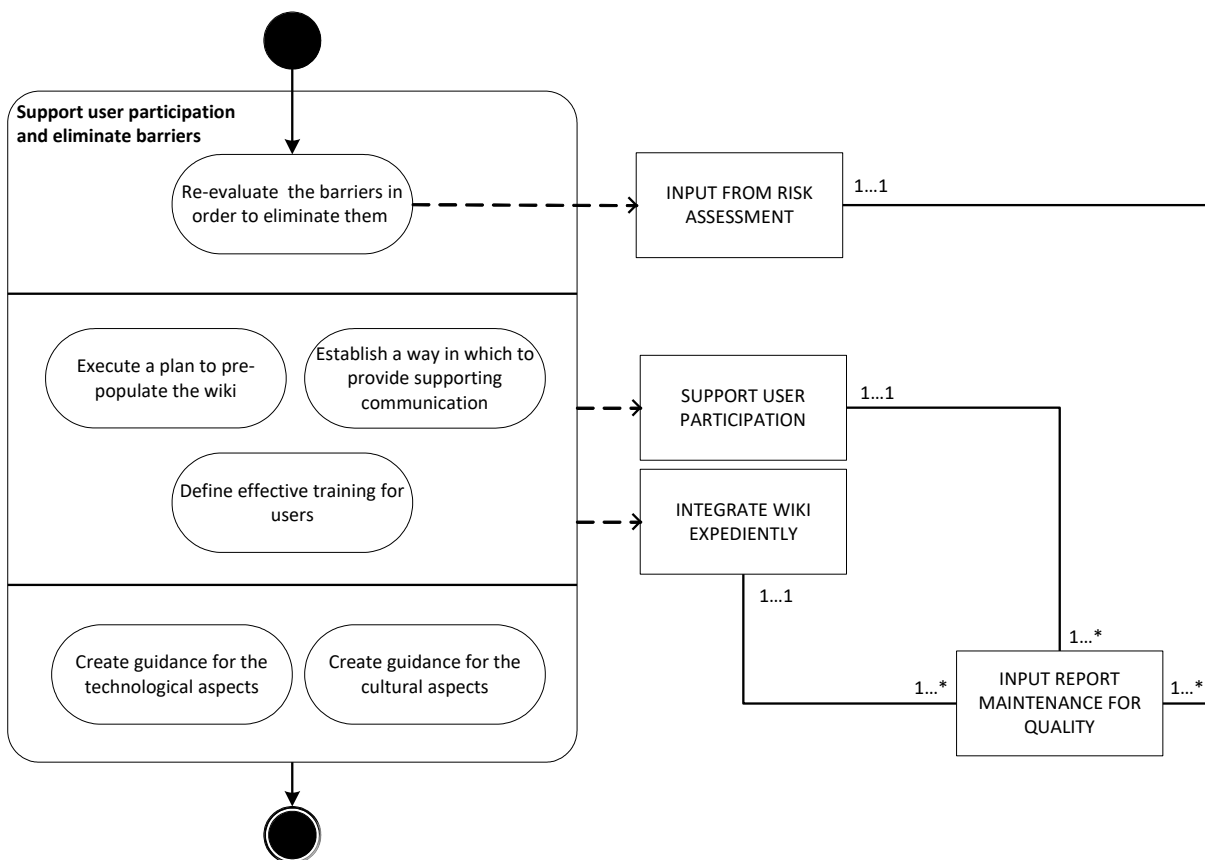 Support user participation
and eliminate barriers
Re-evaluate the barriers in
order to eliminate them
INPUT FROM RISK
ASSESSMENT
1...1
Execute a plan to pre-
populate the wiki
Establish a way in which to
provide supporting
communication
SUPPORT USER
PARTICIPATION
1...1
Define effective training for
users
INTEGRATE WIKI
EXPEDIENTLY
1...1
Create guidance for the
technological aspects
Create guidance for the
cultural aspects
1...*
1...*
1...*
INPUT REPORT
MAINTENANCE FOR
QUALITY